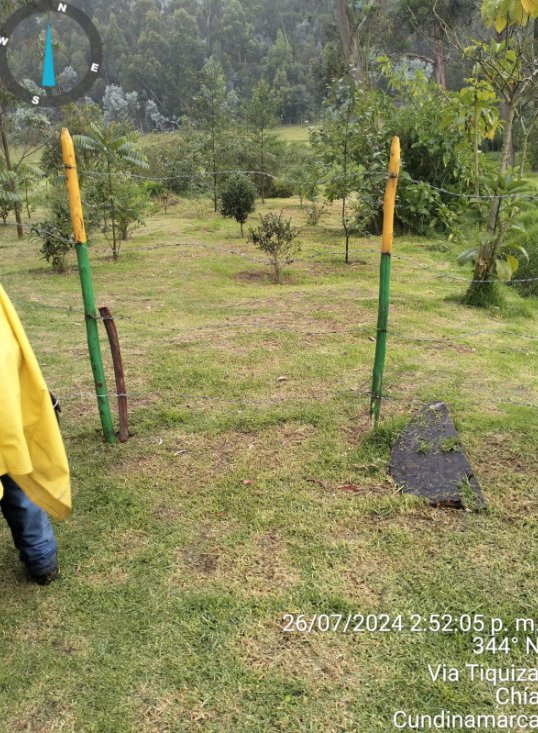 N
W
E
S
26/07/2024 2:52:05 p. m.
344° N
Via Tiquiza
Chía
Cundinamarca